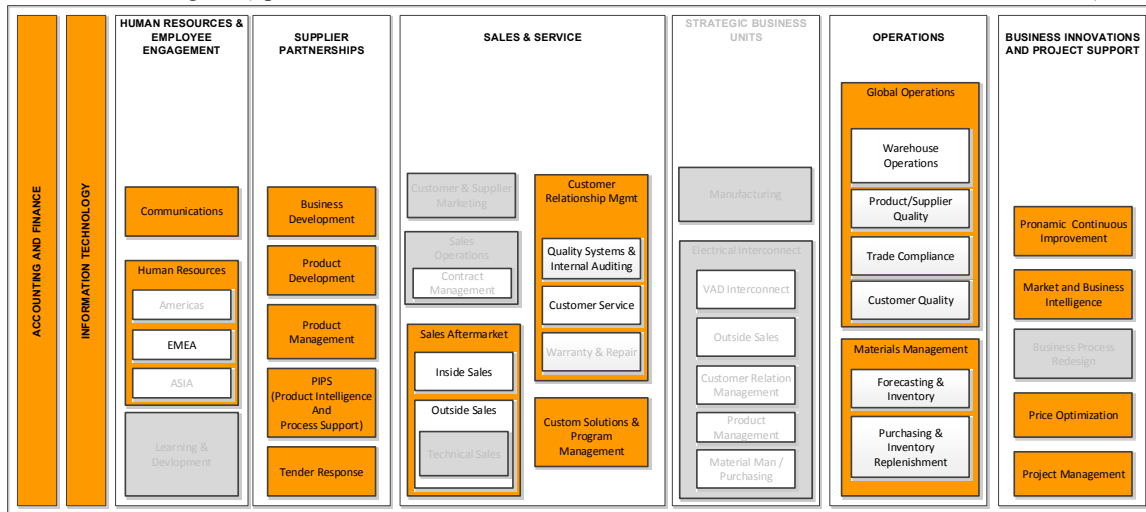 ACCOUNTING AND FINANCE
INFORMATION TECHNOLOGY
HUMAN RESOURCES &
EMPLOYEE
ENGAGEMENT
Communications
Human Resources
Americas
EMEA
ASIA
Learning &
Devlopment
SUPPLIER
PARTNERSHIPS
Business
Development
Product
Development
Product
Management
PIPS
(Product Intelligence
And
Process Support)
Tender Response
SALES & SERVICE
Customer & Supplier
Marketing
Sales
Operations
Contract
Management
Sales Aftermarket
Inside Sales
Outside Sales
Technical Sales
Customer
Relationship Mgmt
Quality Systems &
Internal Auditing
Customer Service
Warranty & Repair
Custom Solutions &
Program
Management
STRATEGIC BUSINESS
UNITS
Manufacturing
Electrical Interconnect
VAD Interconnect
Outside Sales
Customer Relation
Management
Product
Management
Material Man /
Purchasing
OPERATIONS
Global Operations
Warehouse
Operations
Product/Supplier
Quality
Trade Compliance
Customer Quality
Materials Management
Forecasting &
Inventory
Purchasing &
Inventory
Replenishment
BUSINESS INNOVATIONS
AND PROJECT SUPPORT
Pronamic Continuous
Improvement
Market and Business
Intelligence
Business Process
Redesign
Price Optimization
Project Management